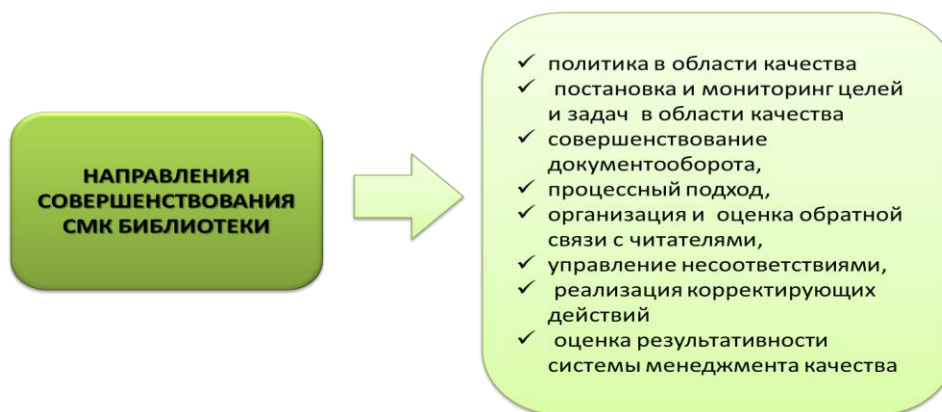 НАПРАВЛЕНИЯ
СОВЕРШЕНСТВОВАНИЯ
СМК БИБЛИОТЕКИ
✓ политика в области качества
✓ постановка и мониторинг целей
и задач в области качества
✓ совершенствование
документооборота,
✓ процессный подход,
✓ организация и оценка обратной
связи с читателями,
✓ управление несоответствиями,
✓ реализация корректирующих
действий
✓ оценка результативности
системы менеджмента качества